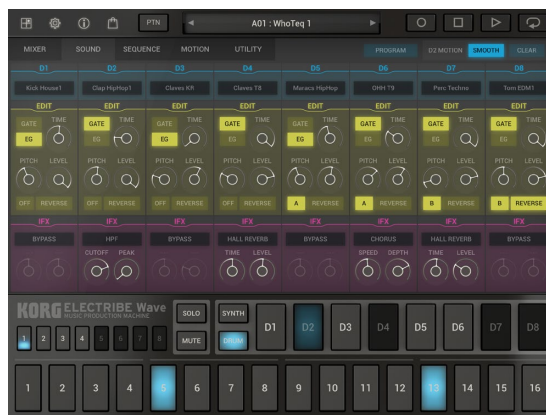 PTN
A01 : WhoTeq 1
MIXER SOUND SEQUENCE MOTION UTILITY PROGRAM D2 MOTION SMOOTH CLEAR
D1 D2 D3 D4 D5 D6 D7 D8
Kick House1 Clap HipHop1 Claves KR Claves T8 Maracs HipHop OHH T9 Perc Techno Tom EDM1
EDIT EDIT EDIT EDIT EDIT EDIT EDIT EDIT
GATE TIME GATE TIME GATE TIME GATE TIME GATE TIME GATE TIME GATE TIME GATE TIME
EG EG EG EG EG EG EG EG
PITCH LEVEL PITCH LEVEL PITCH LEVEL PITCH LEVEL PITCH LEVEL PITCH LEVEL PITCH LEVEL PITCH LEVEL
OFF REVERSE OFF REVERSE OFF REVERSE OFF REVERSE A REVERSE A REVERSE B REVERSE B REVERSE
IFX IFX IFX IFX IFX IFX IFX IFX
BYPASS HPF BYPASS HALL REVERB BYPASS CHORUS HALL REVERB BYPASS
CUTOFF PEAK TIME LEVEL SPEED DEPTH TIME LEVEL
KORG ELECTRIBE Wave
MUSIC PRODUCTION MACHINE
SOLO SYNTH
D1 D2 D3 D4 D5 D6 D7 D8
1 2 3 4 5 6 7 8
MUTE DRUM
1 2 3 4 5 6 7 8 9 10 11 12 13 14 15 16